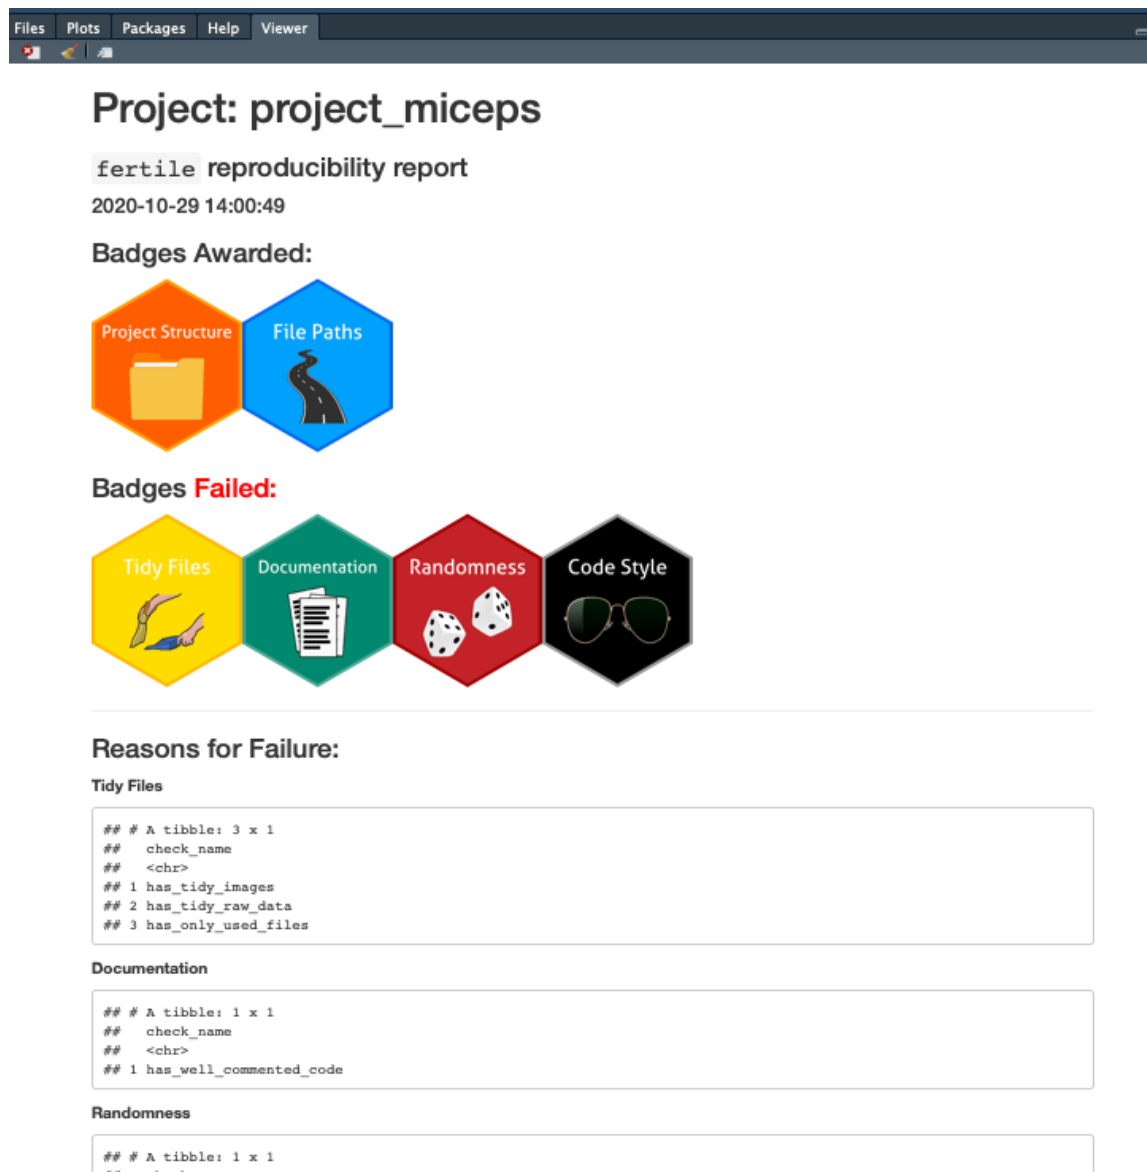 Files Plots Packages Help Viewer
Project: project_miceps
fertile reproducibility report
2020-10-29 14:00:49
Badges Awarded:
Project Structure File Paths
Badges Failed:
Tidy Files Documentation Randomness Code Style
Reasons for Failure:
Tidy Files
## # A tibble: 3 x 1
##   check_name
##   <chr>
## 1 has_tidy_images
## 2 has_tidy_raw_data
## 3 has_only_used_files
Documentation
## # A tibble: 1 x 1
##   check_name
##   <chr>
## 1 has_well_commented_code
Randomness
## # A tibble: 1 x 1